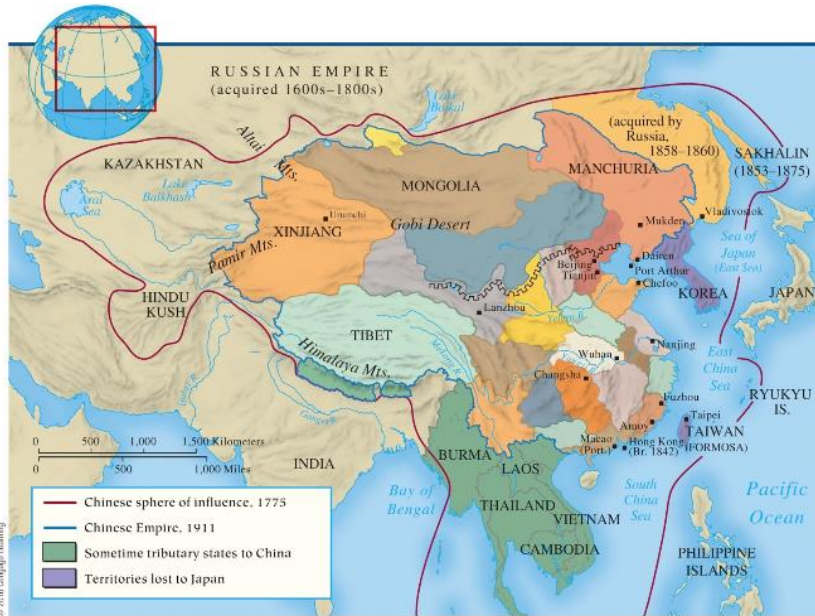 RUSSIAN EMPIRE
(acquired 1600s–1800s)
Lake
Baikal
(acquired by
Russia,
1858–1860)
SAKHALIN
(1853–1875)
Altai
Mts.
KAZAKHSTAN
Lake
Balkhash
Aral
Sea
MONGOLIA
MANCHURIA
Urumchi
XINJIANG
Gobi Desert
Mukden
Vladivostok
Pamir Mts.
Sea of
Japan
(East Sea)
Beijing
Tianjin
Dairen
Port Arthur
Chefoo
KOREA
JAPAN
HINDU
KUSH
Lanzhou
Yellow R.
TIBET
Himalaya Mts.
Mekong R.
Nanjing
Wuhan
Yangtze R.
East
China
Sea
Changsha
Indus R.
Ganges R.
Fuzhou
RYUKYU
IS.
Amoy
Taipei
TAIWAN
(FORMOSA)
Macao
(Port.)
Hong Kong
(Br. 1842)
0 500 1,000 1,500 Kilometers
0 500 1,000 Miles
INDIA
BURMA
LAOS
Bay of
Bengal
THAILAND
VIETNAM
CAMBODIA
South
China
Sea
Pacific
Ocean
PHILIPPINE
ISLANDS
Chinese sphere of influence, 1775
Chinese Empire, 1911
Sometime tributary states to China
Territories lost to Japan